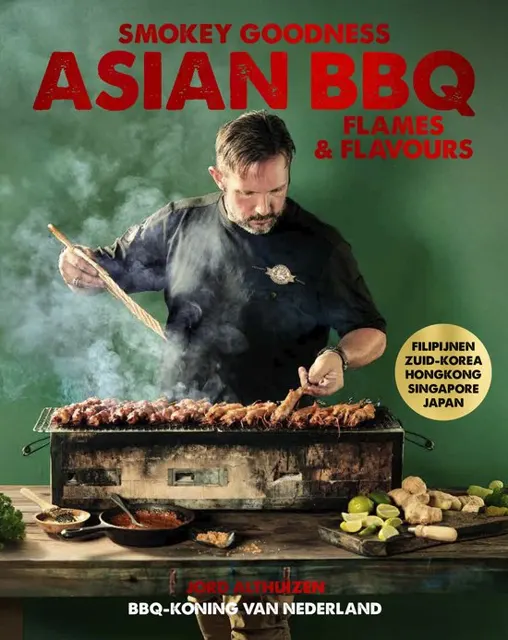 SMOKEY GOODNESS
ASIAN BBQ
FLAMES
& FLAVOURS
FILIPIJNEN
ZUID-KOREA
HONGKONG
SINGAPORE
JAPAN
JORD ALTHUIZEN
BBQ-KONING VAN NEDERLAND